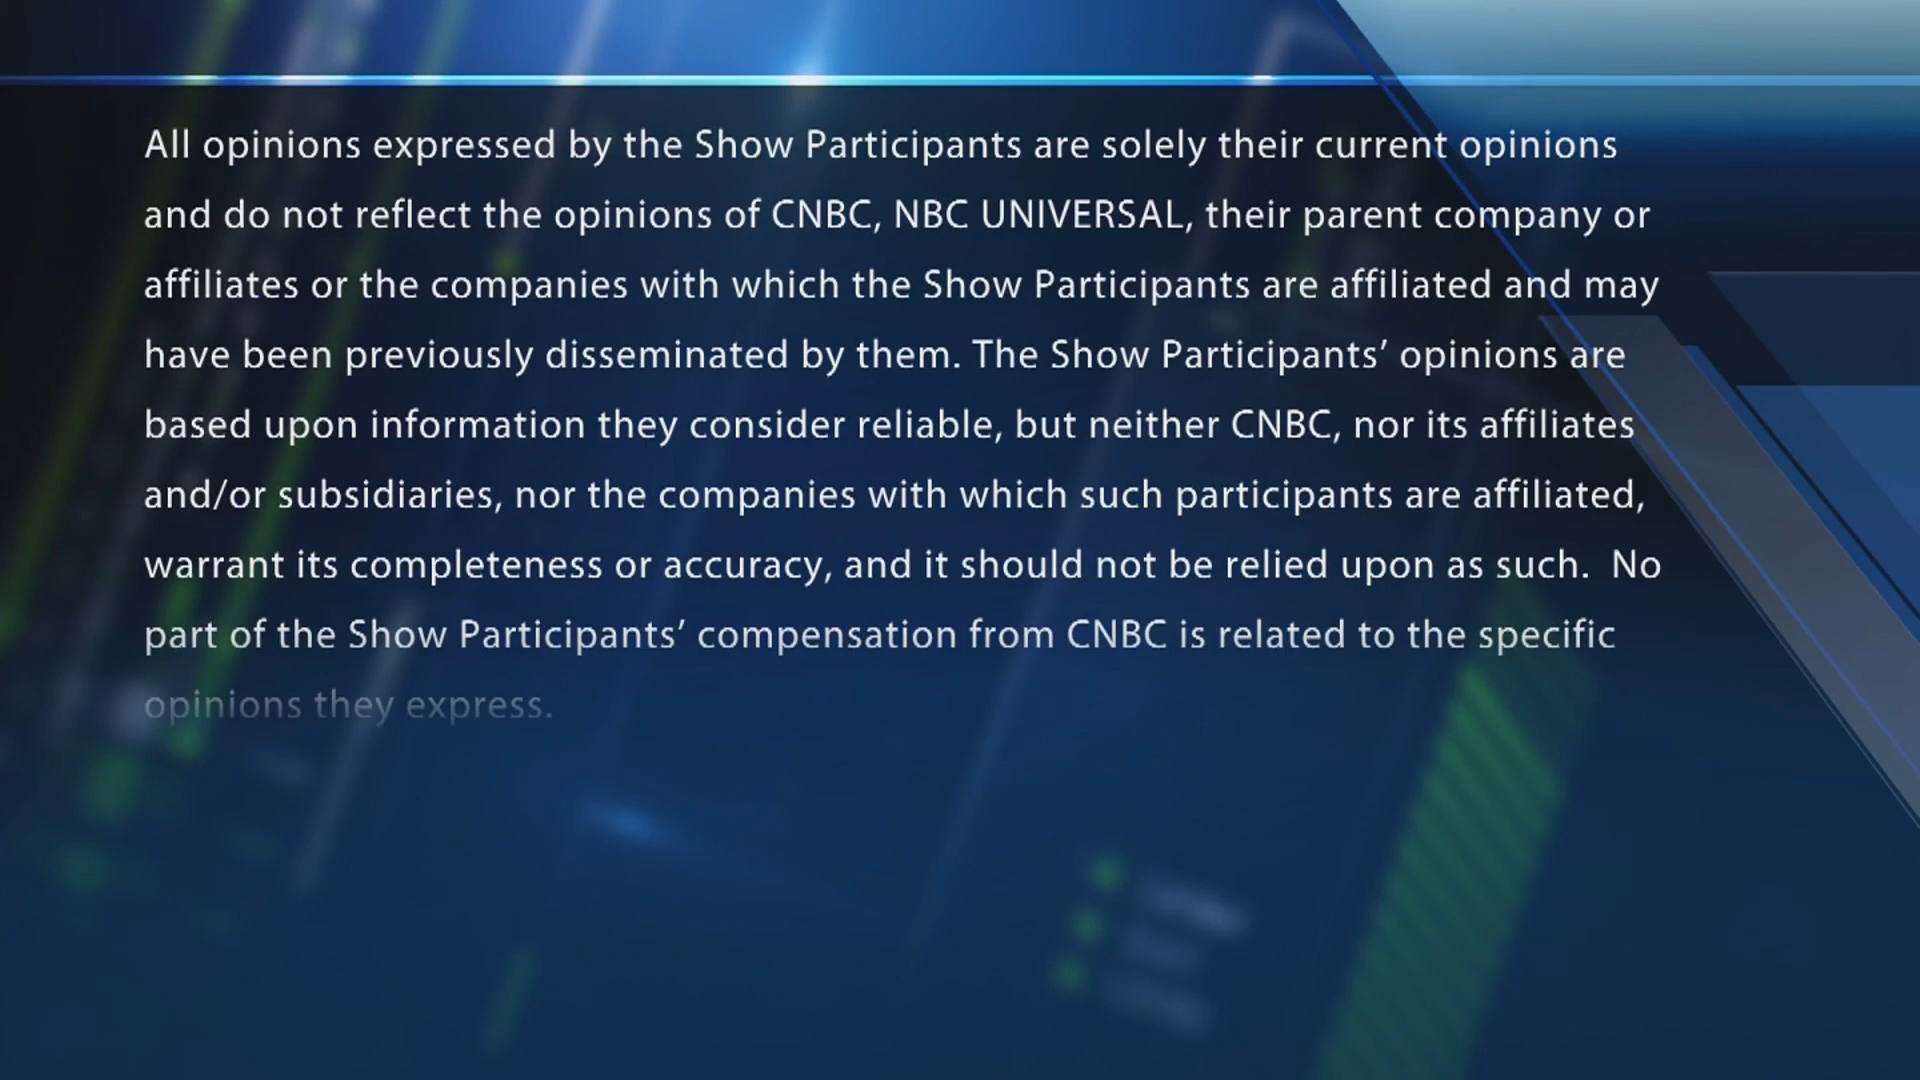 All opinions expressed by the Show Participants are solely their current opinions
and do not reflect the opinions of CNBC, NBC UNIVERSAL, their parent company or
affiliates or the companies with which the Show Participants are affiliated and may
have been previously disseminated by them. The Show Participants’ opinions are
based upon information they consider reliable, but neither CNBC, nor its affiliates
and/or subsidiaries, nor the companies with which such participants are affiliated,
warrant its completeness or accuracy, and it should not be relied upon as such.  No
part of the Show Participants’ compensation from CNBC is related to the specific
opinions they express.